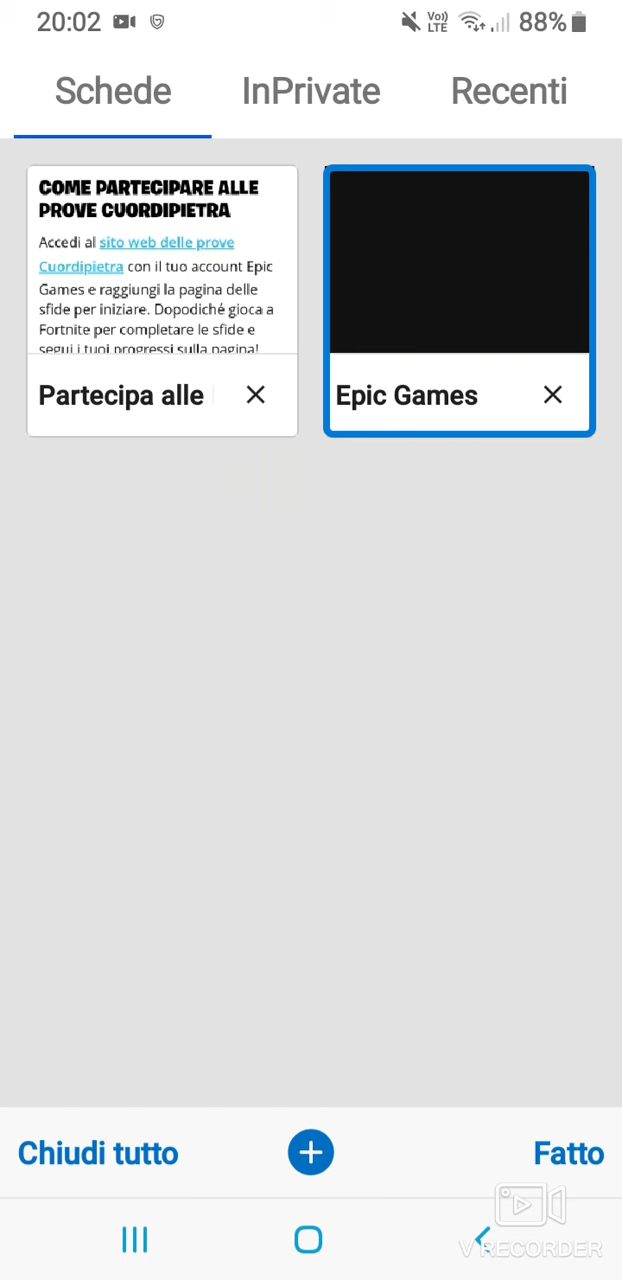 20:02
Vo)) LTE
88%
Schede
InPrivate
Recenti
COME PARTECIPARE ALLE
PROVE CUORDIPIETRA
Accedi al sito web delle prove
Cuordipietra con il tuo account Epic
Games e raggiungi la pagina delle
sfide per iniziare. Dopodiché gioca a
Fortnite per completare le sfide e
segui i tuoi progressi sulla pagina!
Partecipa alle
Epic Games
Chiudi tutto
Fatto
V RECORDER